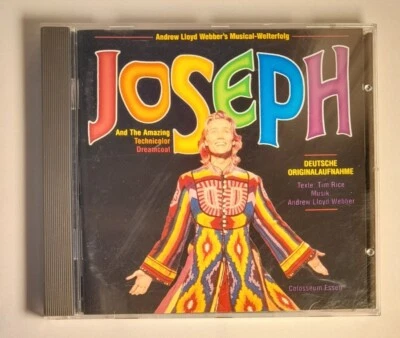 Andrew Lloyd Webber's Musical-Welterfolg
JOSEPH
And The Amazing
Technicolor
Dreamcoat
DEUTSCHE
ORIGINALAUFNAHME
Texte: Tim Rice
Musik
Andrew Lloyd Webber
Colosseum Essen